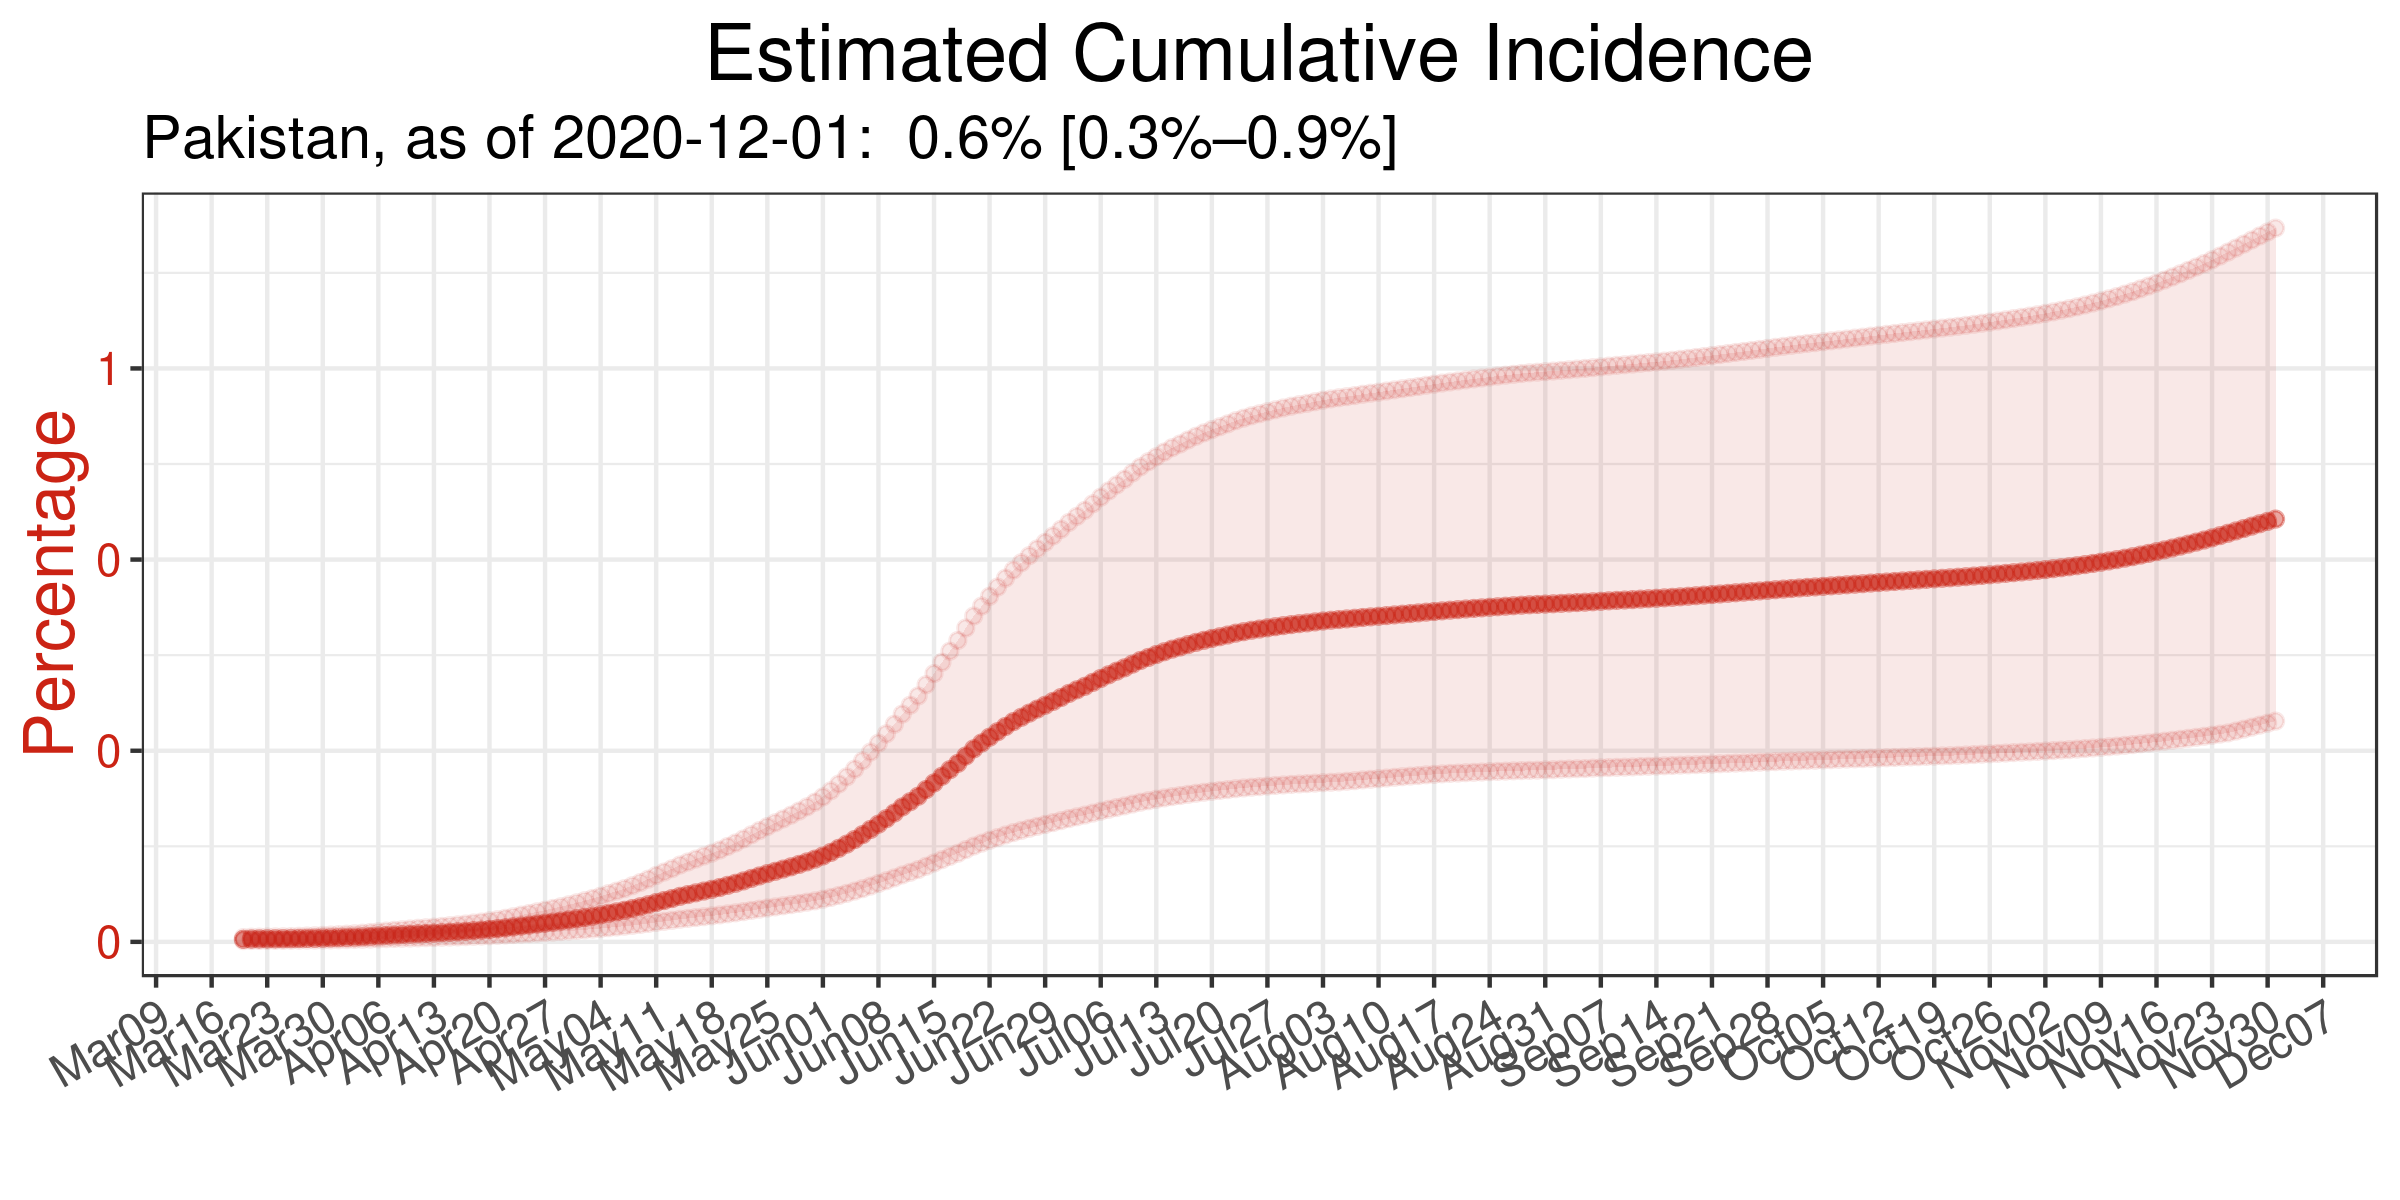 Estimated Cumulative Incidence
Pakistan, as of 2020-12-01:  0.6% [0.3%–0.9%]
Percentage
1
0
0
0
Mar09
Mar16
Mar23
Mar30
Apr06
Apr13
Apr20
Apr27
May04
May11
May18
May25
Jun01
Jun08
Jun15
Jun22
Jun29
Jul06
Jul13
Jul20
Jul27
Aug03
Aug10
Aug17
Aug24
Aug31
Sep07
Sep14
Sep21
Sep28
Oct05
Oct12
Oct19
Oct26
Nov02
Nov09
Nov16
Nov23
Nov30
Dec07